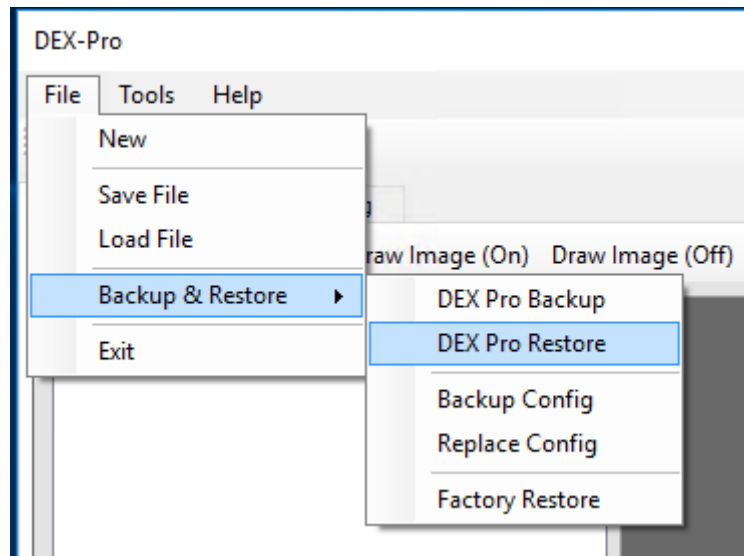 DEX-Pro
File Tools Help
New
Save File
Load File
raw Image (On) Draw Image (Off)
Backup & Restore
DEX Pro Backup
DEX Pro Restore
Exit
Backup Config
Replace Config
Factory Restore